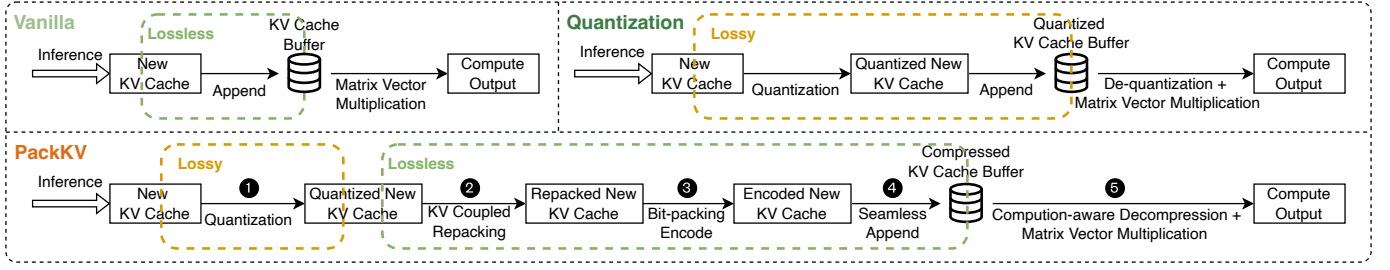 Vanilla
Lossless
Inference
New
KV Cache
Append
KV Cache
Buffer
Matrix Vector
Multiplication
Compute
Output
Quantization
Lossy
Inference
New
KV Cache
Quantization
Quantized New
KV Cache
Append
Quantized
KV Cache Buffer
De-quantization +
Matrix Vector Multiplication
Compute
Output
PackKV
Lossy
Lossless
Inference
New
KV Cache
1
Quantization
Quantized New
KV Cache
2
KV Coupled
Repacking
Repacked New
KV Cache
3
Bit-packing
Encode
Encoded New
KV Cache
4
Seamless
Append
Compressed
KV Cache Buffer
5
Compution-aware Decompression +
Matrix Vector Multiplication
Compute
Output